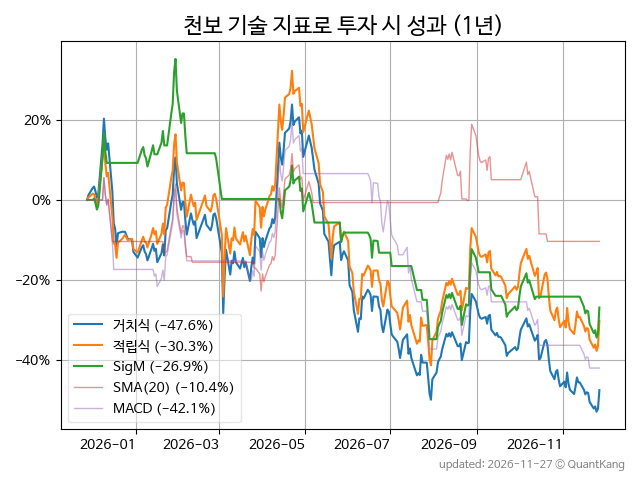 천보 기술 지표로 투자 시 성과 (1년)
20%
0%
−20%
−40%
거치식 (−47.6%)
적립식 (−30.3%)
SigM (−26.9%)
SMA(20) (−10.4%)
MACD (−42.1%)
2026-01
2026-03
2026-05
2026-07
2026-09
2026-11
updated: 2026-11-27 © QuantKang